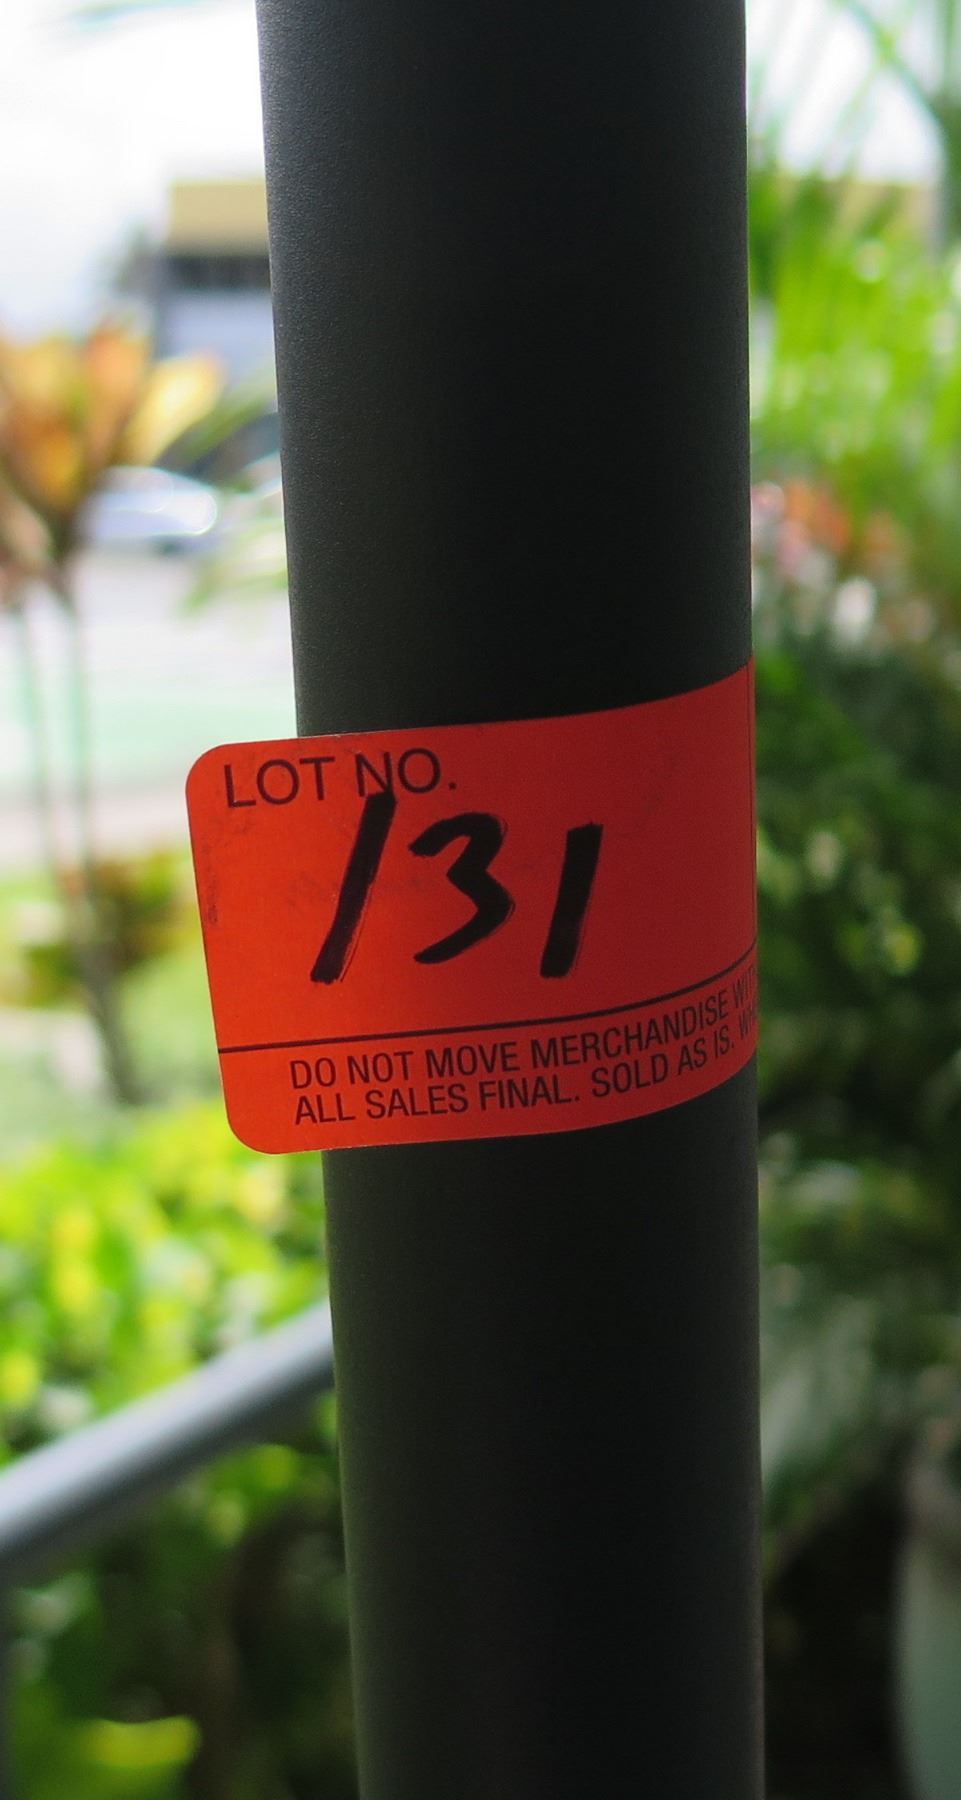 LOT NO.
131
DO NOT MOVE MERCHANDISE
ALL SALES FINAL. SOLD AS IS.